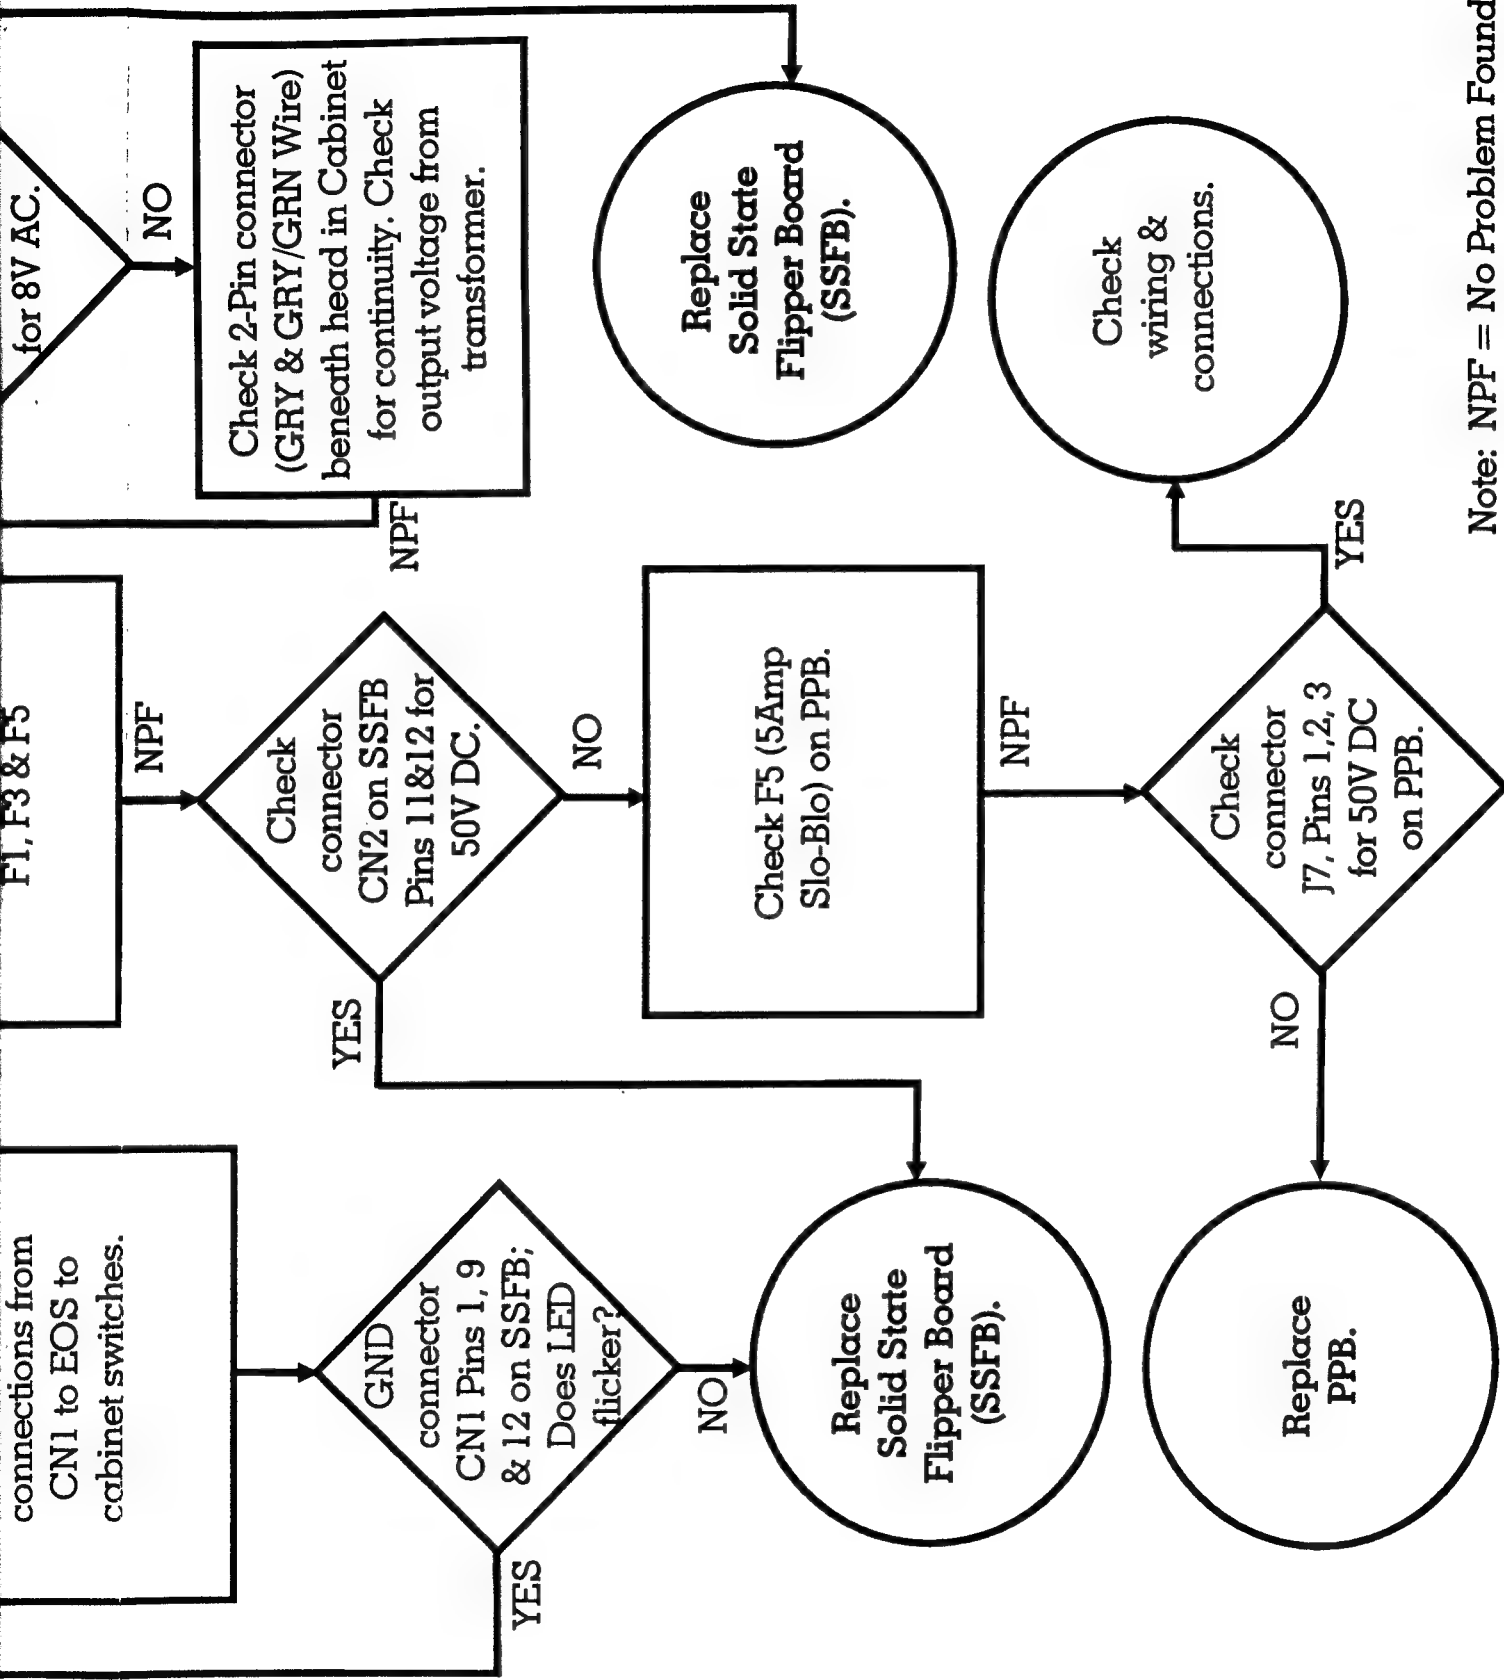 connections from
CN1 to EOS to
cabinet switches.
GND
connector
CN1 Pins 1, 9
& 12 on SSFB;
Does LED
flicker?
YES
NO
Replace
Solid State
Flipper Board
(SSFB).
F1, F3 & F5
NPF
Check
connector
CN2 on SSFB
Pins 11&12 for
50V DC.
YES
NO
Check F5 (5Amp
Slo-Blo) on PPB.
NPF
Check
connector
J7, Pins 1, 2, 3
for 50V DC
on PPB.
NO
YES
Replace
PPB.
Check
wiring &
connections.
for 8V AC.
NO
Check 2-Pin connector
(GRY & GRY/GRN Wire)
beneath head in Cabinet
for continuity. Check
output voltage from
transformer.
NPF
Replace
Solid State
Flipper Board
(SSFB).
Note: NPF = No Problem Found